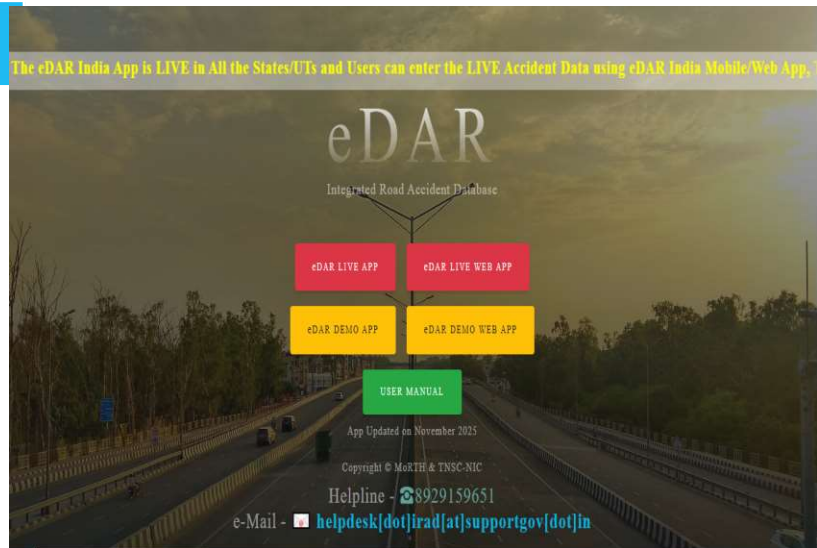 The eDAR India App is LIVE in All the States/UTs and Users can enter the LIVE Accident Data using eDAR India Mobile/Web App,
eDAR
Integrated Road Accident Database
eDAR LIVE APP eDAR LIVE WEB APP
eDAR DEMO APP eDAR DEMO WEB APP
USER MANUAL
App Updated on November 2025
Copyright © MoRTH & TNSC-NIC
Helpline - ☎8929159651
e-Mail - helpdesk[dot]irad[at]supportgov[dot]in